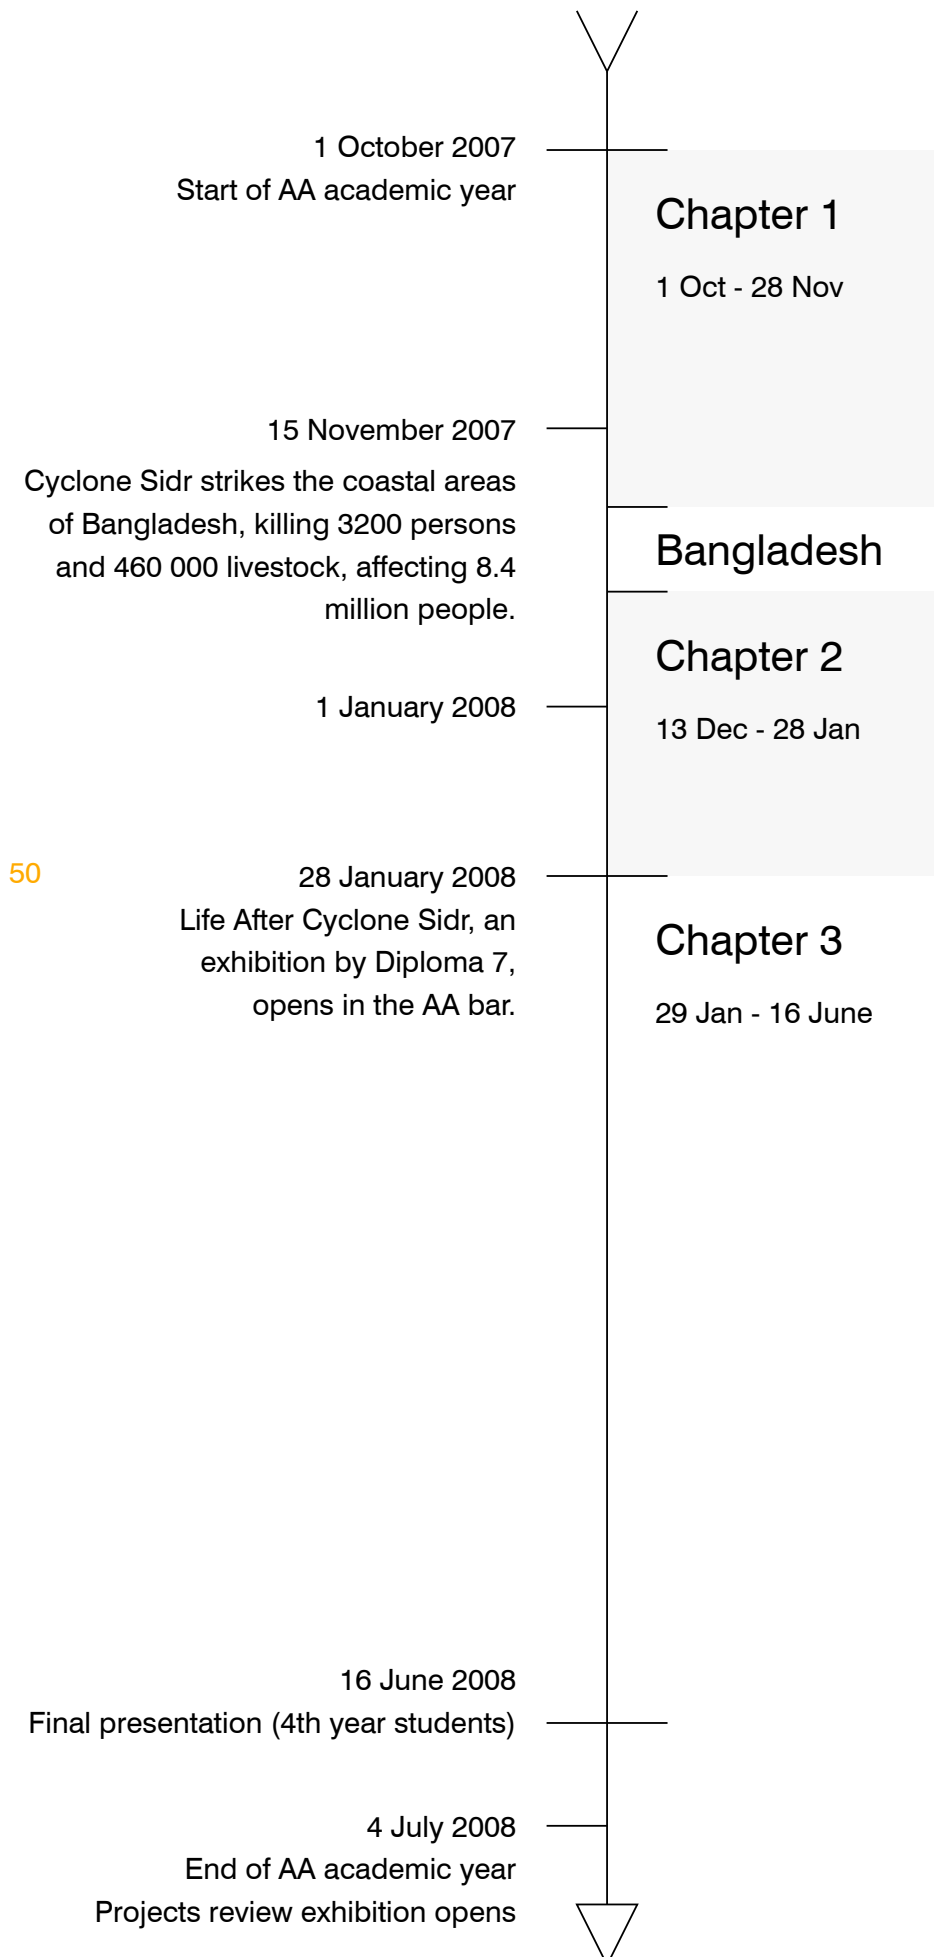 1 October 2007
Start of AA academic year
Chapter 1
1 Oct - 28 Nov
15 November 2007
Cyclone Sidr strikes the coastal areas
of Bangladesh, killing 3200 persons
and 460 000 livestock, affecting 8.4
million people.
Bangladesh
Chapter 2
13 Dec - 28 Jan
1 January 2008
50
28 January 2008
Life After Cyclone Sidr, an
exhibition by Diploma 7,
opens in the AA bar.
Chapter 3
29 Jan - 16 June
16 June 2008
Final presentation (4th year students)
4 July 2008
End of AA academic year
Projects review exhibition opens